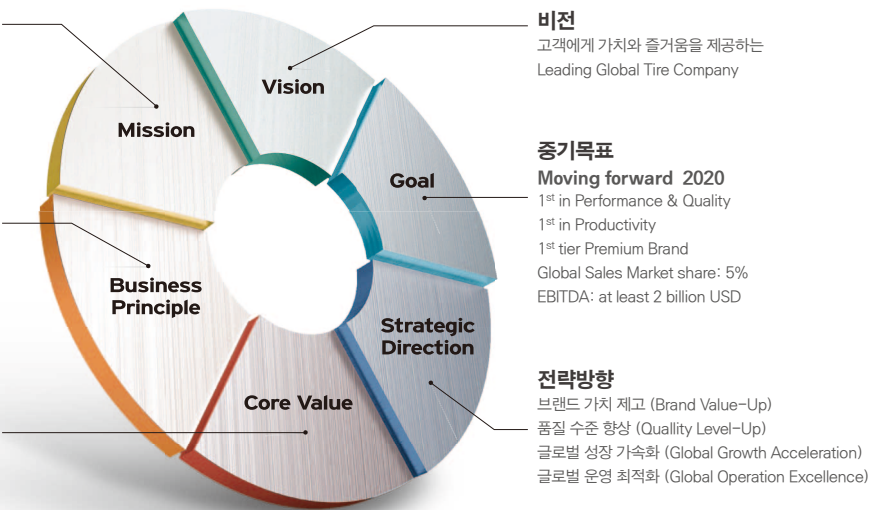 Vision
Mission
Goal
Business
Principle
Strategic
Direction
Core Value
비전
고객에게 가치와 즐거움을 제공하는
Leading Global Tire Company
중기목표
Moving forward 2020
1st in Performance & Quality
1st in Productivity
1st tier Premium Brand
Global Sales Market share: 5%
EBITDA: at least 2 billion USD
전략방향
브랜드 가치 제고 (Brand Value-Up)
품질 수준 향상 (Quallity Level-Up)
글로벌 성장 가속화 (Global Growth Acceleration)
글로벌 운영 최적화 (Global Operation Excellence)